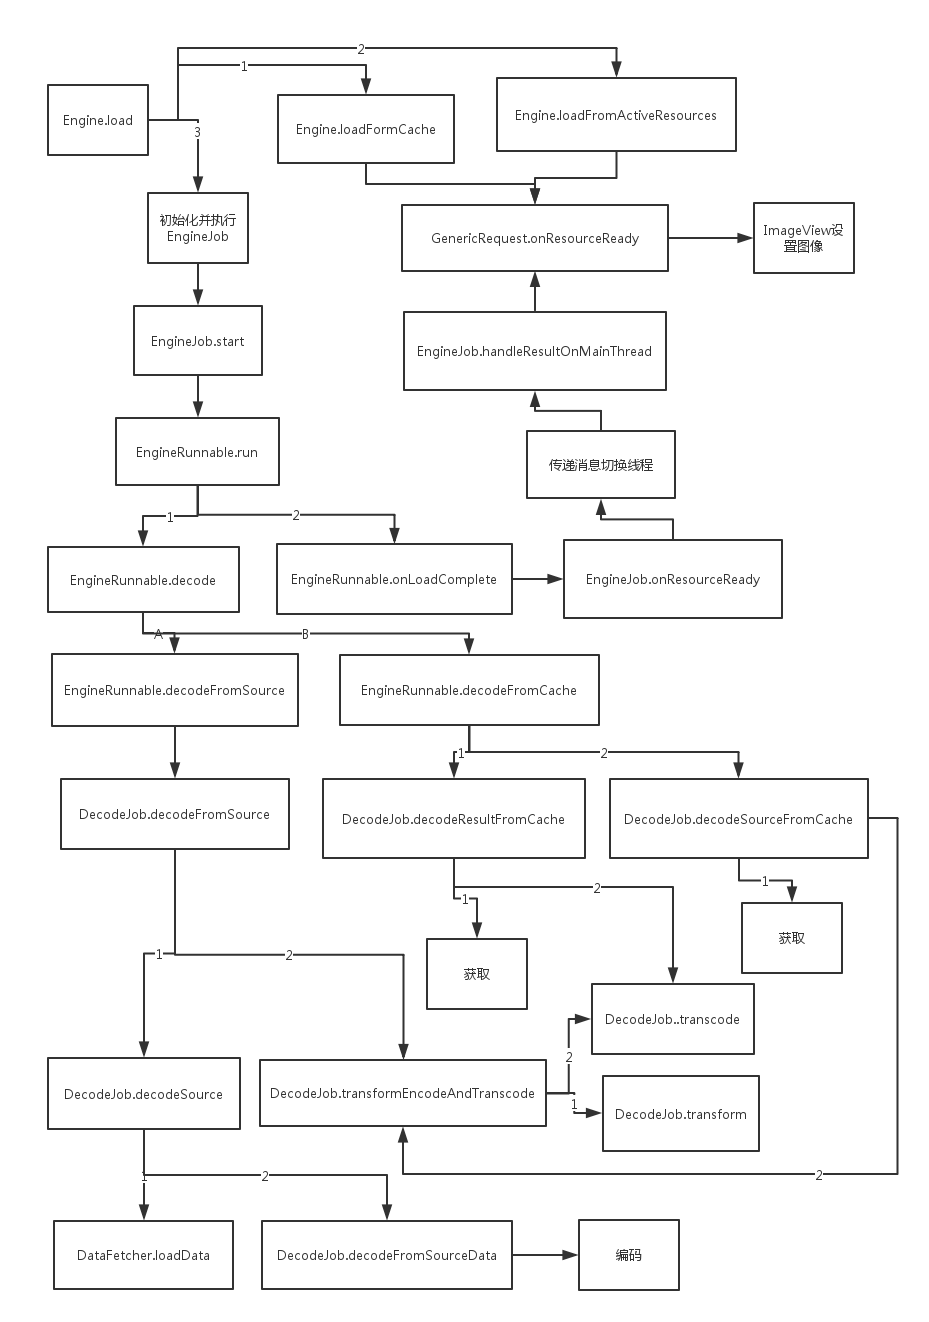 2
1
Engine.load
3
Engine.loadFormCache
Engine.loadFromActiveResources
初始化并执行
EngineJob
GenericRequest.onResourceReady
ImageView设
置图像
EngineJob.start
EngineJob.handleResultOnMainThread
EngineRunnable.run
传递消息切换线程
1
2
EngineRunnable.decode
EngineRunnable.onLoadComplete
EngineJob.onResourceReady
A
B
EngineRunnable.decodeFromSource
EngineRunnable.decodeFromCache
1
2
DecodeJob.decodeFromSource
DecodeJob.decodeResultFromCache
DecodeJob.decodeSourceFromCache
1
2
1
获取
1
2
获取
DecodeJob..transcode
2
DecodeJob.decodeSource
DecodeJob.transformEncodeAndTranscode
1
DecodeJob.transform
1
2
2
DataFetcher.loadData
DecodeJob.decodeFromSourceData
编码